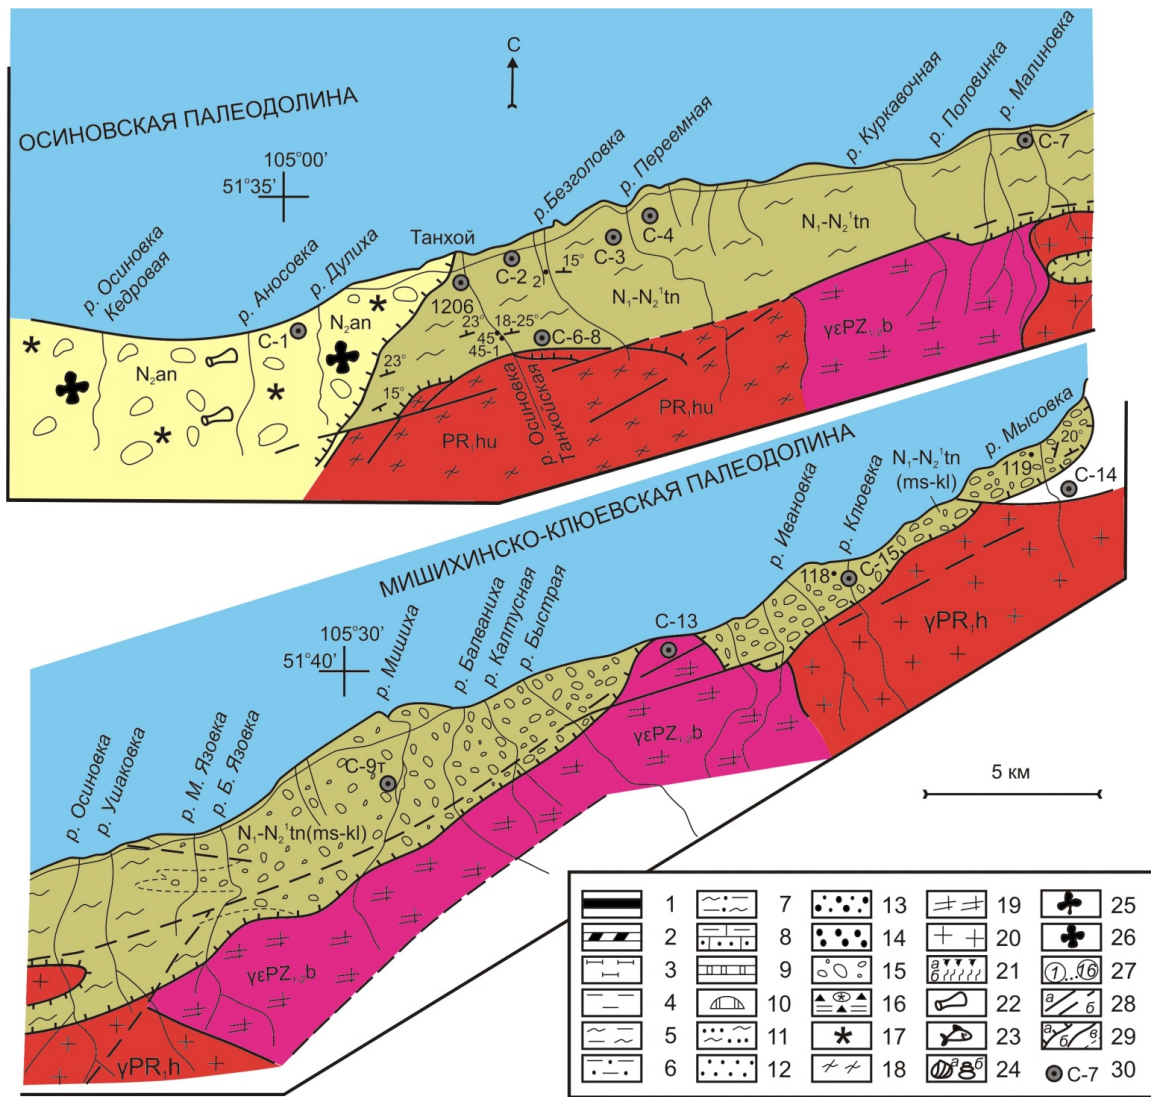 С
ОСИНОВСКАЯ ПАЛЕОДОЛИНА
105°00'
51°35'
р. Осиновка
Кедровая
р. Аносовка
р. Дулиха
Танхой
р.Безголовка
р. Переемная
р. Куркавочная
р. Половинка
р. Малиновка
С-7
С-4
С-3
С-2
15°
2
1206
N₁-N₂¹tn
N₁-N₂¹tn
N₂an
С-1
N₂an
23°
18-25°
45
45-1
С-6-8
23°
15°
γεPZ₁₋₂b
PR₁hu
PR₁hu
р. Осиновка
Танхойская
МИШИХИНСКО-КЛЮЕВСКАЯ ПАЛЕОДОЛИНА
р. Мысовка
20°
119
С-14
N₁-N₂¹tn
(ms-kl)
р. Ивановка
р. Клюевка
118
С-15
γPR₁h
С-13
105°30'
51°40'
р. Мишиха
р. Балваниха
р. Калтусная
р. Быстрая
γεPZ₁₋₂b
5 км
С-9т
р. Осиновка
р. Ушаковка
р. М. Язовка
р. Б. Язовка
N₁-N₂¹tn(ms-kl)
γεPZ₁₋₂b
γPR₁h
1 7 13 19 25
2 8 14 20 26
3 9 15 а б 21 1...16 27
4 10 16 22 а б 28
5 11 17 23 а б в 29
6 12 18 а б 24 С-7 30